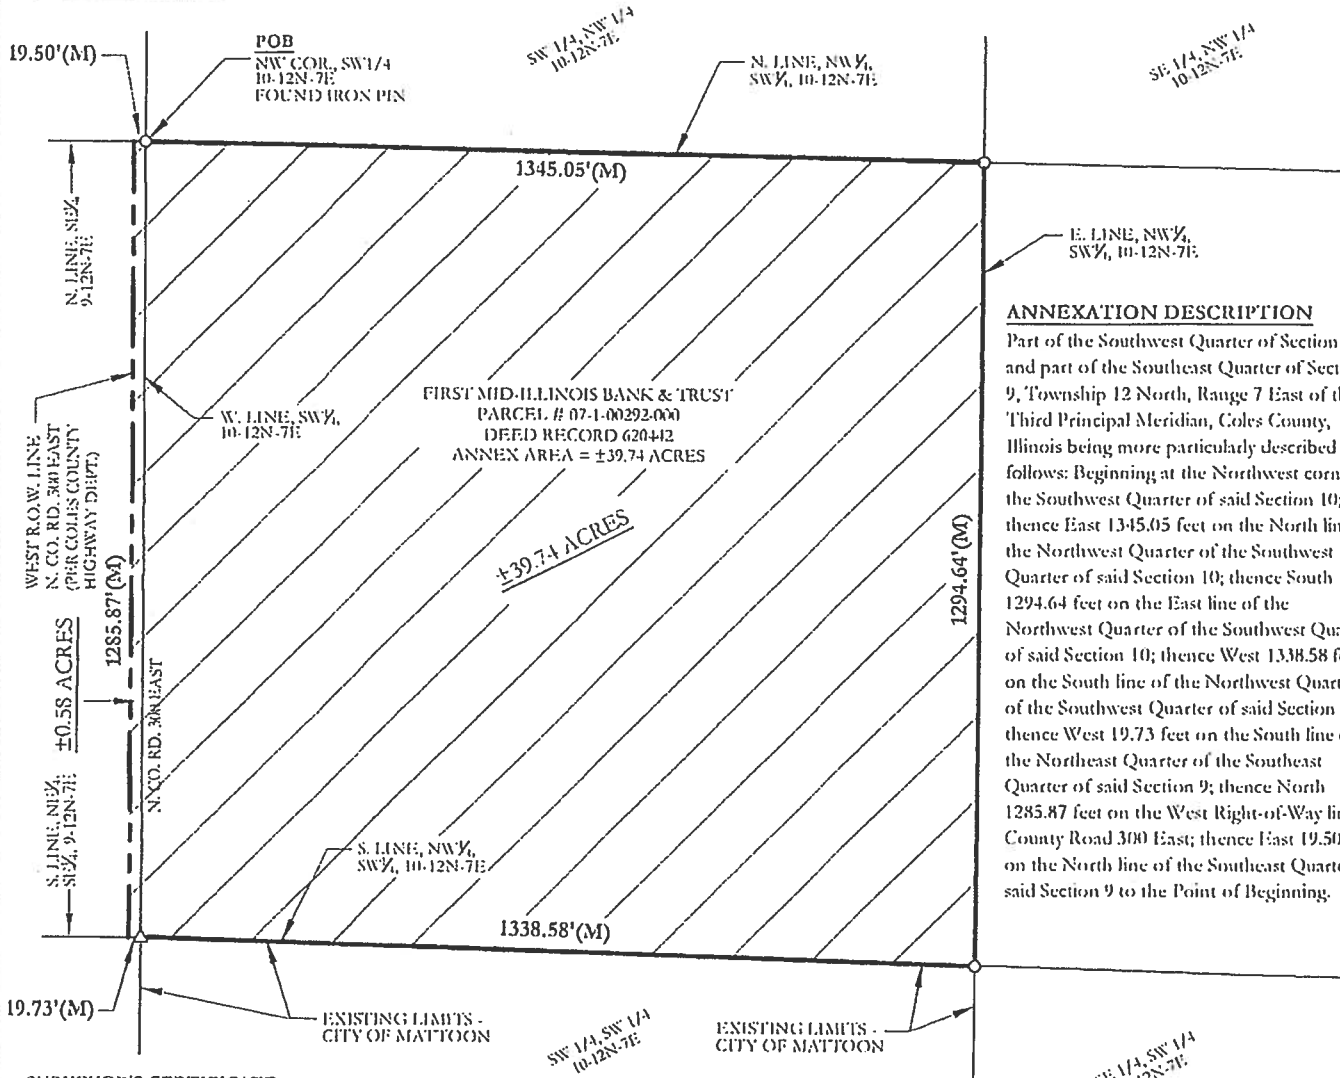 19.50'(M)
POB
NW COR., SW1/4
10-12N-7E
FOUND IRON PIN
SW 1/4, NW 1/4
10-12N-7E
N. LINE, NW¼,
SW¼, 10-12N-7E
SE 1/4, NW 1/4
10-12N-7E
1345.05'(M)
N. LINE, SE¼,
9-12N-7E
E. LINE, NW¼,
SW¼, 10-12N-7E
WEST R.O.W. LINE
N. CO. RD. 300 EAST
(PER COLES COUNTY
HIGHWAY DEPT.)
W. LINE, SW¼,
10-12N-7E
FIRST MID-ILLINOIS BANK & TRUST
PARCEL # 07-1-00292-000
DEED RECORD 620442
ANNEX AREA = ±39.74 ACRES
±39.74 ACRES
1285.87'(M)
1294.64'(M)
±0.58 ACRES
N. CO. RD. 300 EAST
S. LINE, NE¼,
SE¼, 9-12N-7E
S. LINE, NW¼,
SW¼, 10-12N-7E
1338.58'(M)
19.73'(M)
EXISTING LIMITS -
CITY OF MATTOON
SW 1/4, SW 1/4
10-12N-7E
EXISTING LIMITS -
CITY OF MATTOON
SE 1/4, SW 1/4
ANNEXATION DESCRIPTION
Part of the Southwest Quarter of Section
and part of the Southeast Quarter of Sect
9, Township 12 North, Range 7 East of th
Third Principal Meridian, Coles County,
Illinois being more particularly described
follows: Beginning at the Northwest corn
the Southwest Quarter of said Section 10;
thence East 1345.05 feet on the North lin
the Northwest Quarter of the Southwest
Quarter of said Section 10; thence South
1294.64 feet on the East line of the
Northwest Quarter of the Southwest Qua
of said Section 10; thence West 1338.58 f
on the South line of the Northwest Quart
of the Southwest Quarter of said Section
thence West 19.73 feet on the South line
the Northeast Quarter of the Southeast
Quarter of said Section 9; thence North
1285.87 feet on the West Right-of-Way lin
County Road 300 East; thence East 19.50
on the North line of the Southeast Quart
said Section 9 to the Point of Beginning.